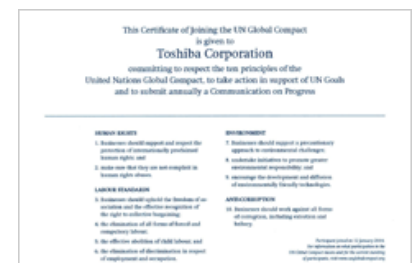 This Certificate of Joining the UN Global Compact
is given to
Toshiba Corporation
committing to respect the ten principles of the
United Nations Global Compact, to take action in support of UN Goals
and to submit annually a Communication on Progress
HUMAN RIGHTS
1. Businesses should support and respect the
protection of internationally proclaimed
human rights; and
2. make sure that they are not complicit in
human rights abuses.
LABOUR STANDARDS
3. Businesses should uphold the freedom of as-
sociation and the effective recognition of
the right to collective bargaining;
4. the elimination of all forms of forced and
compulsory labour;
5. the effective abolition of child labour; and
6. the elimination of discrimination in respect
of employment and occupation.
ENVIRONMENT
7. Businesses should support a precautionary
approach to environmental challenges;
8. undertake initiatives to promote greater
environmental responsibility; and
9. encourage the development and diffusion
of environmentally friendly technologies.
ANTI-CORRUPTION
10. Businesses should work against all forms
of corruption, including extortion and
bribery.